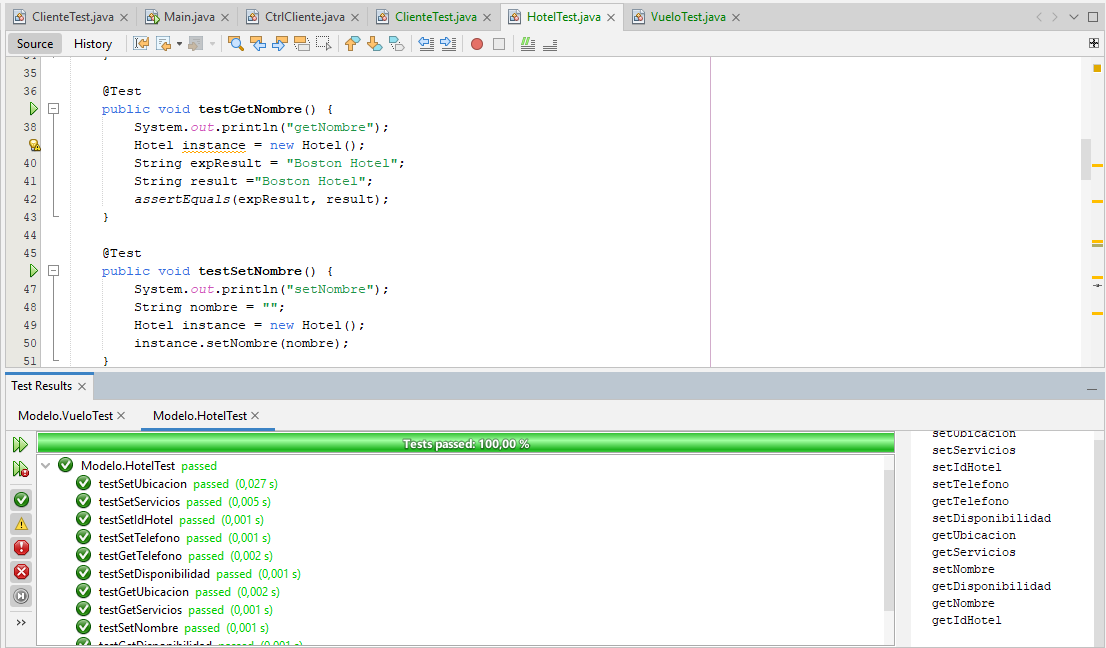 ClienteTest.java Main.java CtrlCliente.java ClienteTest.java HotelTest.java VueloTest.java
Source History
35
36 @Test
public void testGetNombre() {
38 System.out.println("getNombre");
Hotel instance = new Hotel();
40 String expResult = "Boston Hotel";
41 String result ="Boston Hotel";
42 assertEquals(expResult, result);
43 }
44
45 @Test
public void testSetNombre() {
47 System.out.println("setNombre");
48 String nombre = "";
49 Hotel instance = new Hotel();
50 instance.setNombre(nombre);
51 }
Test Results
Modelo.VueloTest Modelo.HotelTest
Tests passed: 100,00 %
Modelo.HotelTest passed
testSetUbicacion passed (0,027 s)
testSetServicios passed (0,005 s)
testSetIdHotel passed (0,001 s)
testSetTelefono passed (0,001 s)
testGetTelefono passed (0,002 s)
testSetDisponibilidad passed (0,001 s)
testGetUbicacion passed (0,002 s)
testGetServicios passed (0,001 s)
testSetNombre passed (0,001 s)
testGetDisponibilidad passed (0,001 s)
setUbicacion
setServicios
setIdHotel
setTelefono
getTelefono
setDisponibilidad
getUbicacion
getServicios
setNombre
getDisponibilidad
getNombre
getIdHotel